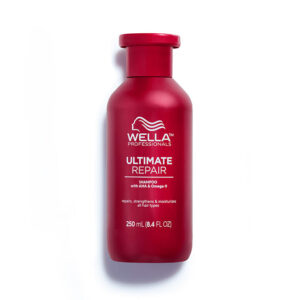 WELLA™
PROFESSIONALS
ULTIMATE
REPAIR
SHAMPOO
with AHA & Omega-9
repairs, strengthens & moisturizes
all hair types
250 mL (8.4 FL OZ)